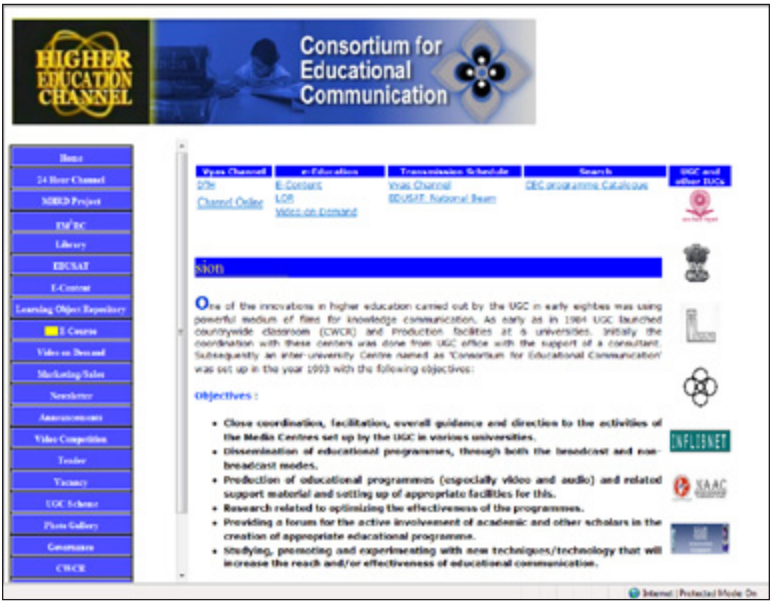 HIGHER
EDUCATION
CHANNEL
Consortium for
Educational
Communication
Home
24 Hour Channel
MHRD Project
Library
EDUSAT
E-Content
Learning Object Repository
E Course
Video on Demand
Marketing/Sales
Newsletter
Announcements
Video Competition
Tender
Vacancy
UGC Scheme
Photo Gallery
Governance
CWCR
Vyas Channel e-Education Transmission Schedule Search UGC and
other IUCs
DTH E-Content Vyas Channel CEC programme Catalogue
Channel Online LOR EDUSAT National Beam
Video on Demand
sion
One of the innovations in higher education carried out by the UGC in early eighties was using
powerful medium of films for knowledge communication. As early as in 1984 UGC launched
countrywide classroom (CWCR) and Production facilities at 6 universities. Initially the
coordination with these centers was done from UGC office with the support of a consultant.
Subsequently an inter-university Centre named as 'Consortium for Educational Communication'
was set up in the year 1993 with the following objectives:
Objectives :
• Close coordination, facilitation, overall guidance and direction to the activities of
the Media Centres set up by the UGC in various universities.
• Dissemination of educational programmes, through both the broadcast and non-
broadcast modes.
• Production of educational programmes (especially video and audio) and related
support material and setting up of appropriate facilities for this.
• Research related to optimizing the effectiveness of the programmes.
• Providing a forum for the active involvement of academic and other scholars in the
creation of appropriate educational programme.
• Studying, promoting and experimenting with new techniques/technology that will
increase the reach and/or effectiveness of educational communication.
INFLIBNET
NAAC
Internet | Protected Mode: On